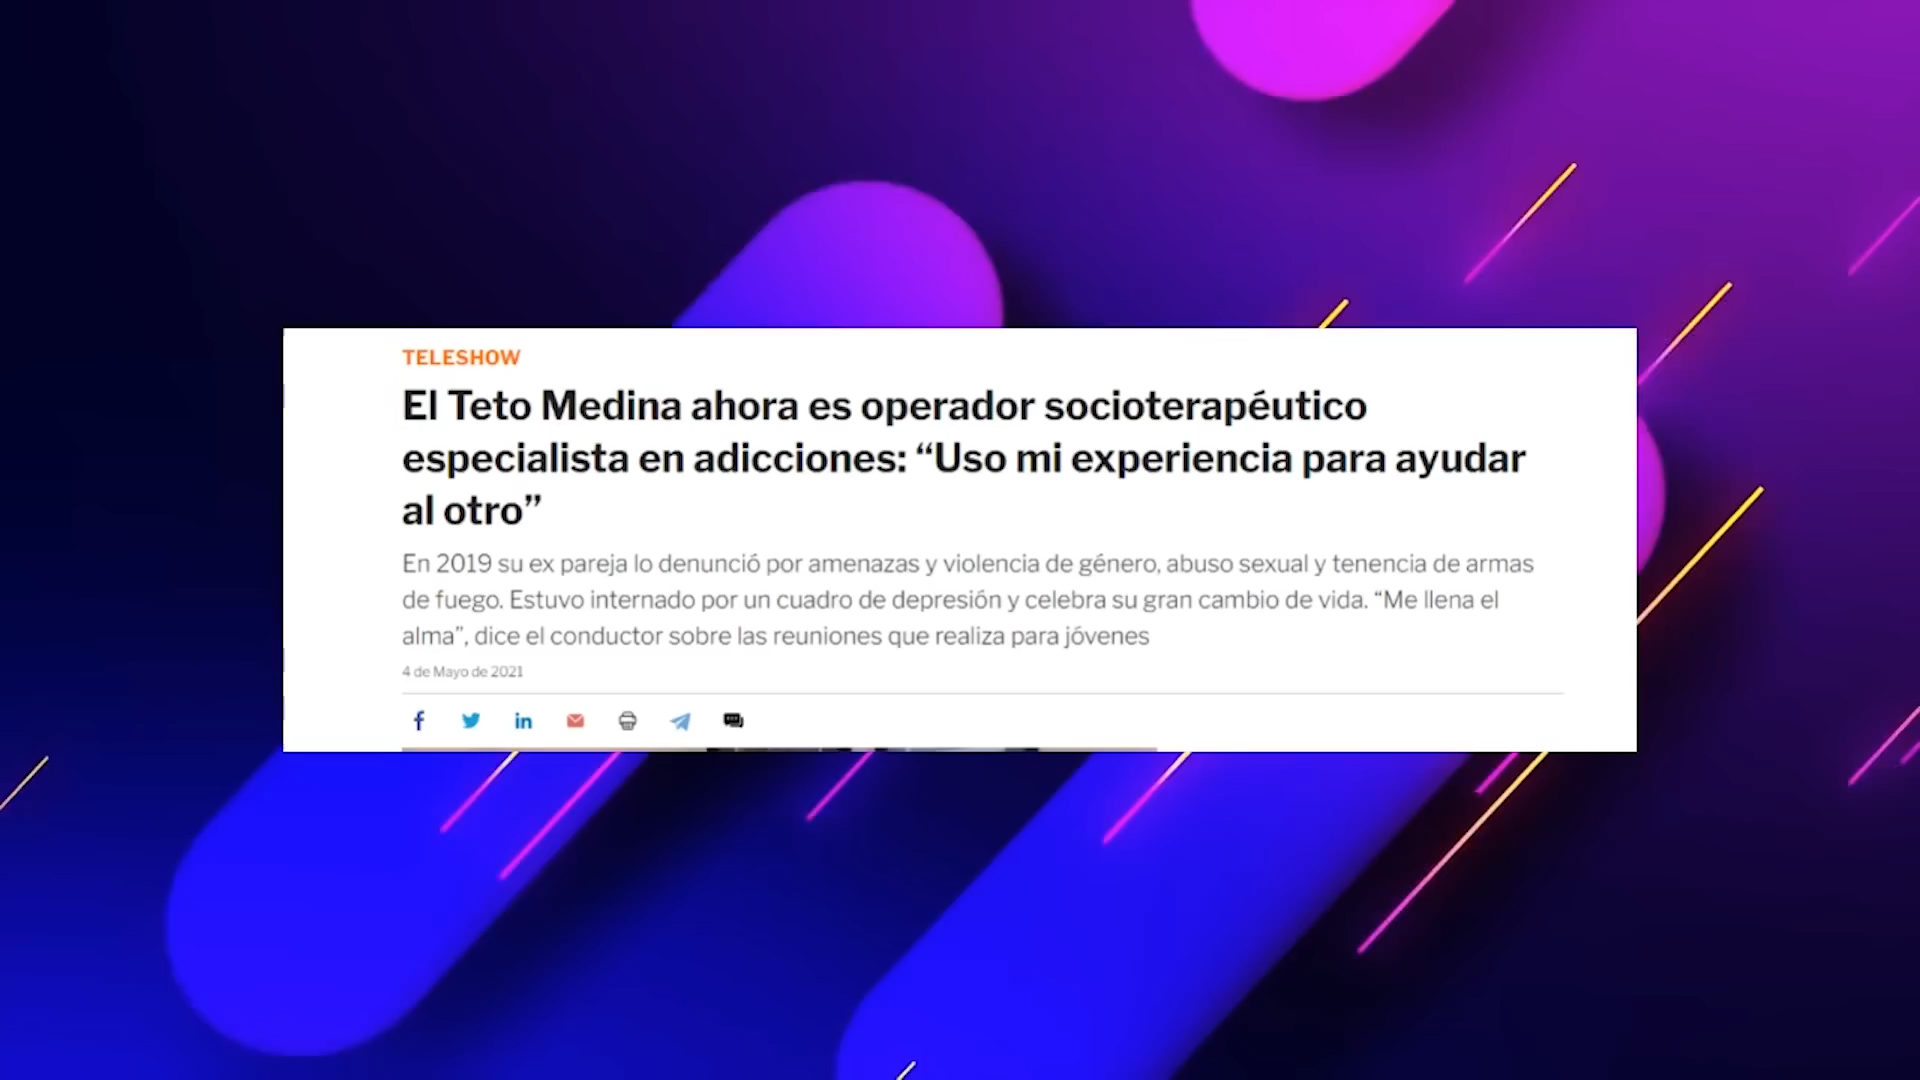 TELESHOW
El Teto Medina ahora es operador socioterapéutico
especialista en adicciones: “Uso mi experiencia para ayudar
al otro”
En 2019 su ex pareja lo denunció por amenazas y violencia de género, abuso sexual y tenencia de armas
de fuego. Estuvo internado por un cuadro de depresión y celebra su gran cambio de vida. “Me llena el
alma”, dice el conductor sobre las reuniones que realiza para jóvenes
4 de Mayo de 2021